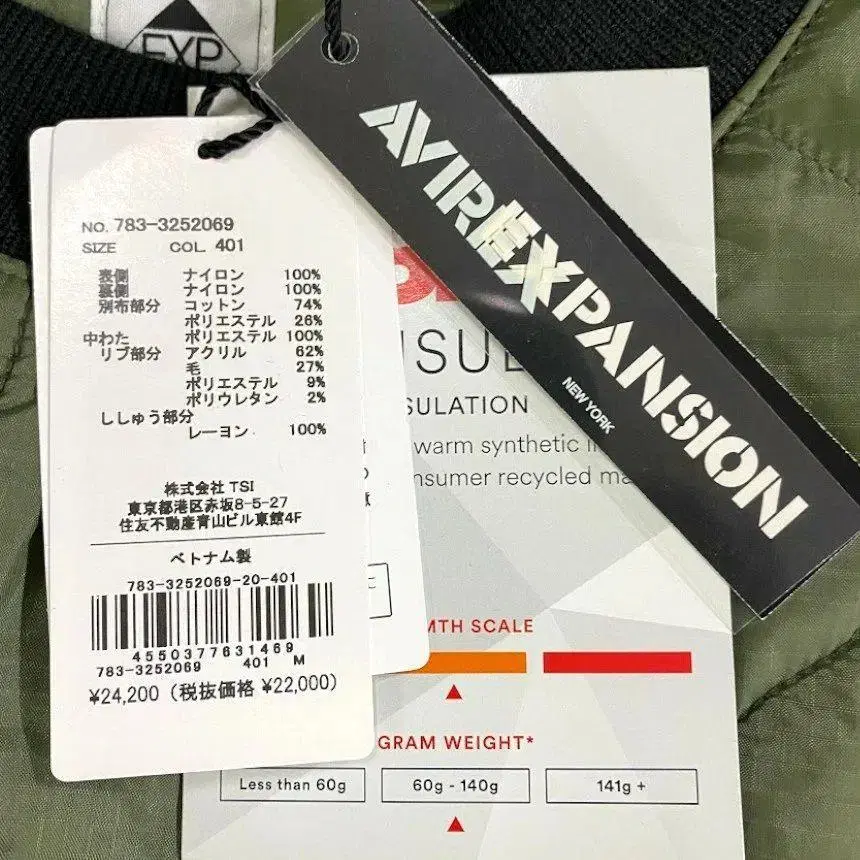 EXP
AVIREXPANSION
NEW YORK
NO. 783-3252069
SIZE COL. 401
表側 ナイロン 100%
裏側 ナイロン 100%
別布部分 コットン 74%
ポリエステル 26%
中わた ポリエステル 100%
リブ部分 アクリル 62%
毛 27%
ポリエステル 9%
ポリウレタン 2%
ししゅう部分
レーヨン 100%
株式会社 TSI
東京都港区赤坂8-5-27
住友不動産青山ビル東館4F
ベトナム製
783-3252069-20-401
4550377631469
783-3252069 401 M
¥24,200 (税抜価格 ¥22,000)
warm synthetic
recycled
SCALE
GRAM WEIGHT*
Less than 60g
60g - 140g
141g +